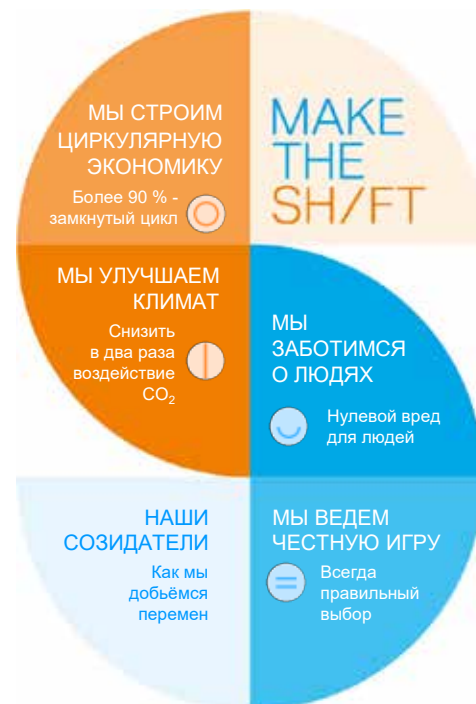 МЫ СТРОИМ
ЦИРКУЛЯРНУЮ
ЭКОНОМИКУ
Более 90 % -
замкнутый цикл
MAKE
THE
SH/FT
МЫ УЛУЧШАЕМ
КЛИМАТ
Снизить
в два раза
воздействие
CO₂
МЫ
ЗАБОТИМСЯ
О ЛЮДЯХ
Нулевой вред
для людей
НАШИ
СОЗИДАТЕЛИ
Как мы
добьёмся
перемен
МЫ ВЕДЕМ
ЧЕСТНУЮ ИГРУ
Всегда
правильный
выбор